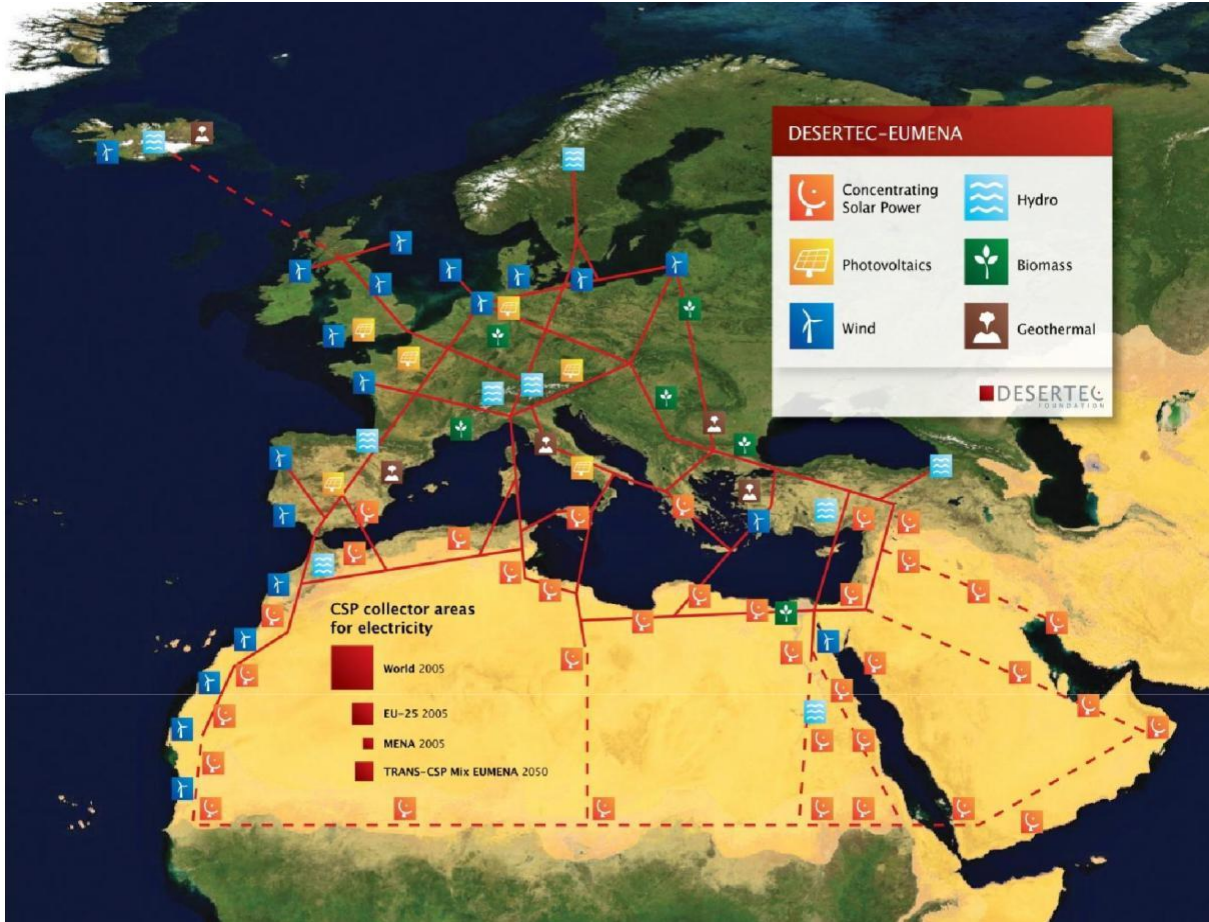 DESERTEC-EUMENA
Concentrating
Solar Power
Hydro
Photovoltaics
Biomass
Wind
Geothermal
DESERTEC
FOUNDATION
CSP collector areas
for electricity
World 2005
EU-25 2005
MENA 2005
TRANS-CSP Mix EUMENA 2050